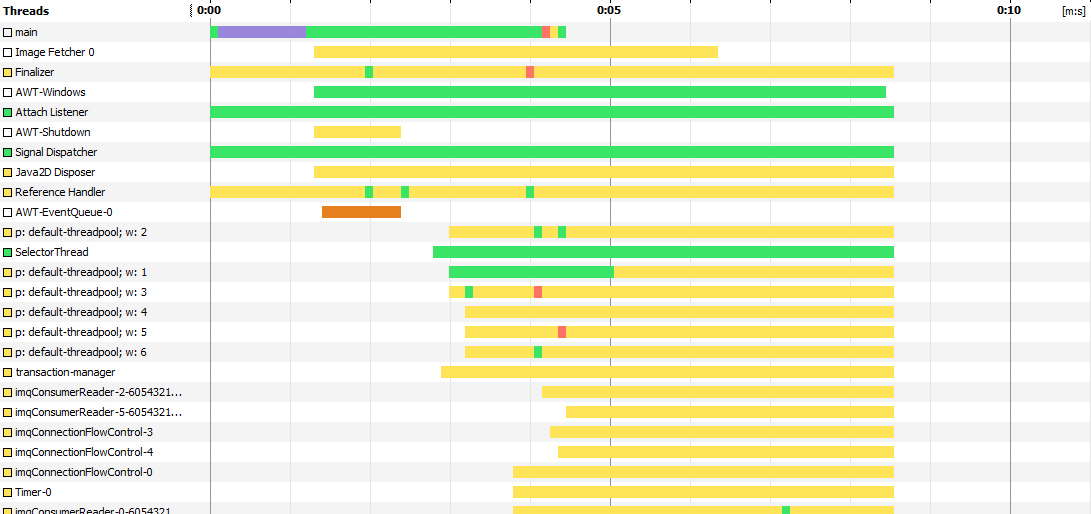 Threads 0:00 0:05 0:10 [m:s]
main
Image Fetcher 0
Finalizer
AWT-Windows
Attach Listener
AWT-Shutdown
Signal Dispatcher
Java2D Disposer
Reference Handler
AWT-EventQueue-0
p: default-threadpool; w: 2
SelectorThread
p: default-threadpool; w: 1
p: default-threadpool; w: 3
p: default-threadpool; w: 4
p: default-threadpool; w: 5
p: default-threadpool; w: 6
transaction-manager
imqConsumerReader-2-6054321...
imqConsumerReader-5-6054321...
imqConnectionFlowControl-3
imqConnectionFlowControl-4
imqConnectionFlowControl-0
Timer-0
imqConsumerReader-0-6054321